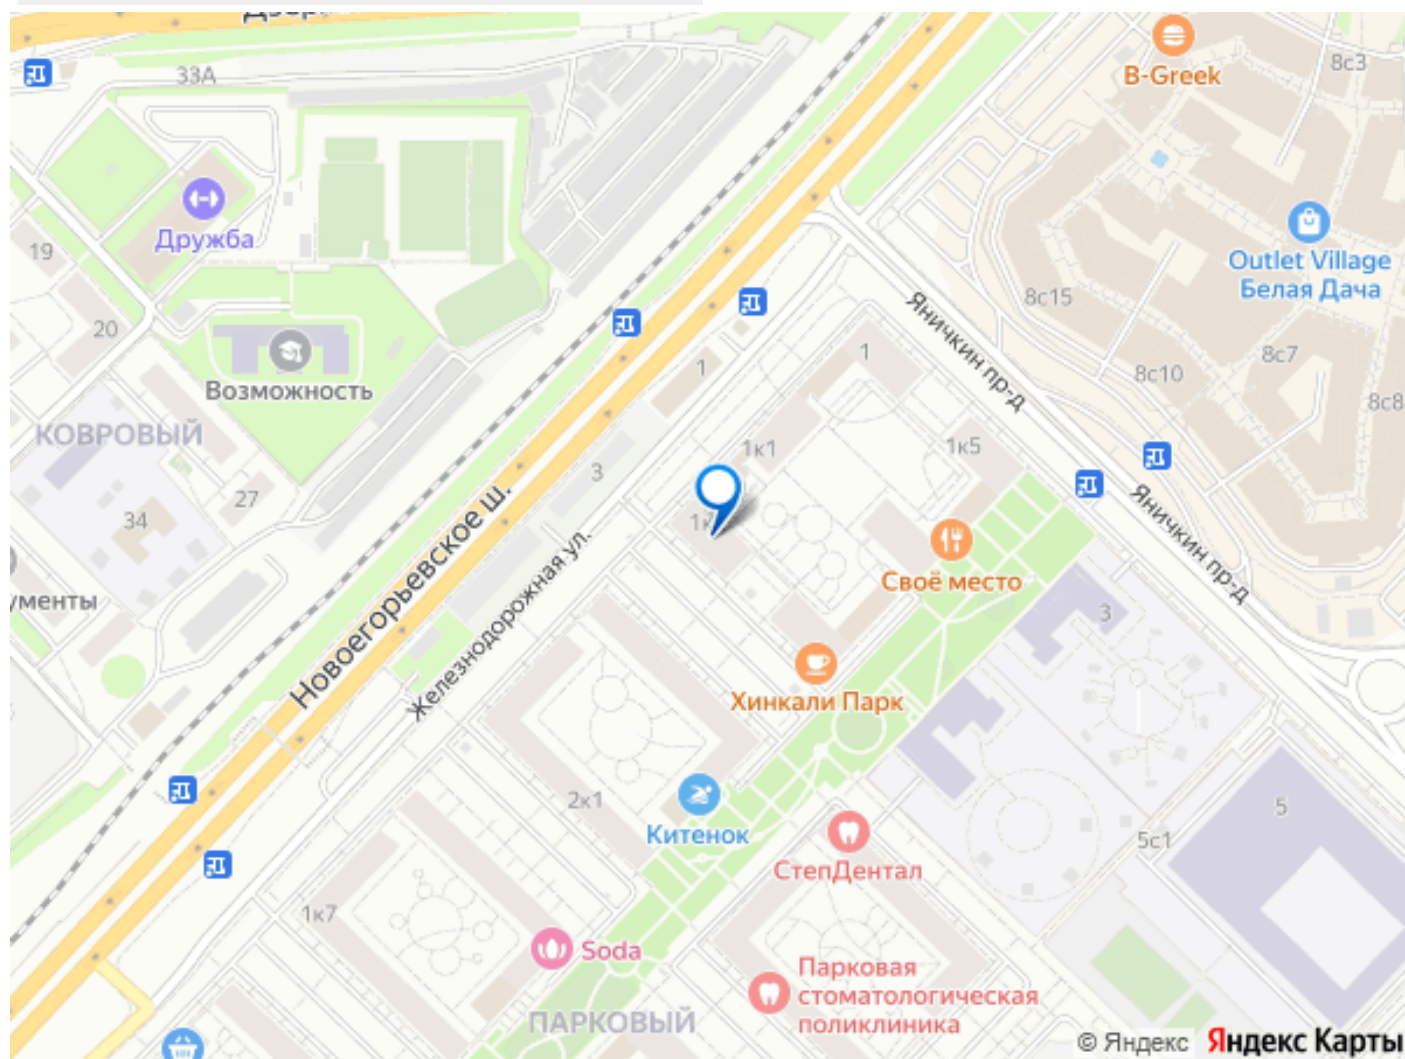 33А
B-Greek
8с3
Дружба
19
Outlet Village
Белая Дача
8с15
20
Яничкин пр-д
1
1
8с7
8с10
Возможность
8с8
КОВРОВЫЙ
1к1
1к5
3
27
34
Новоегорьевское ш.
Железнодорожная ул.
Яничкин пр-д
Своё место
3
Хинкали Парк
2к1
Китенок
5
5с1
СтепДентал
1к7
Soda
Парковая
стоматологическая
поликлиника
ПАРКОВЫЙ
© Яндекс Яндекс Карты